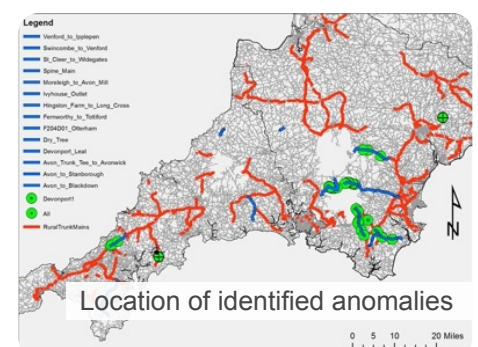 Legend
Venford_to_Ipplepen
Swincombe_to_Venford
St_Cleer_to_Widegates
Spine_Main
Moreleigh_to_Avon_Mill
Ivyhouse_Outlet
Hingston_Farm_to_Long_Cross
Fernworthy_to_Tottiford
F204D01_Otterham
Dry_Tree
Devonport_Leat
Avon_Trunk_Tee_to_Avonwick
Avon_to_Stanborough
Avon_to_Blackdown
Devonport1
All
RuralTrunkMains
N
Location of identified anomalies
0 5 10 20 Miles